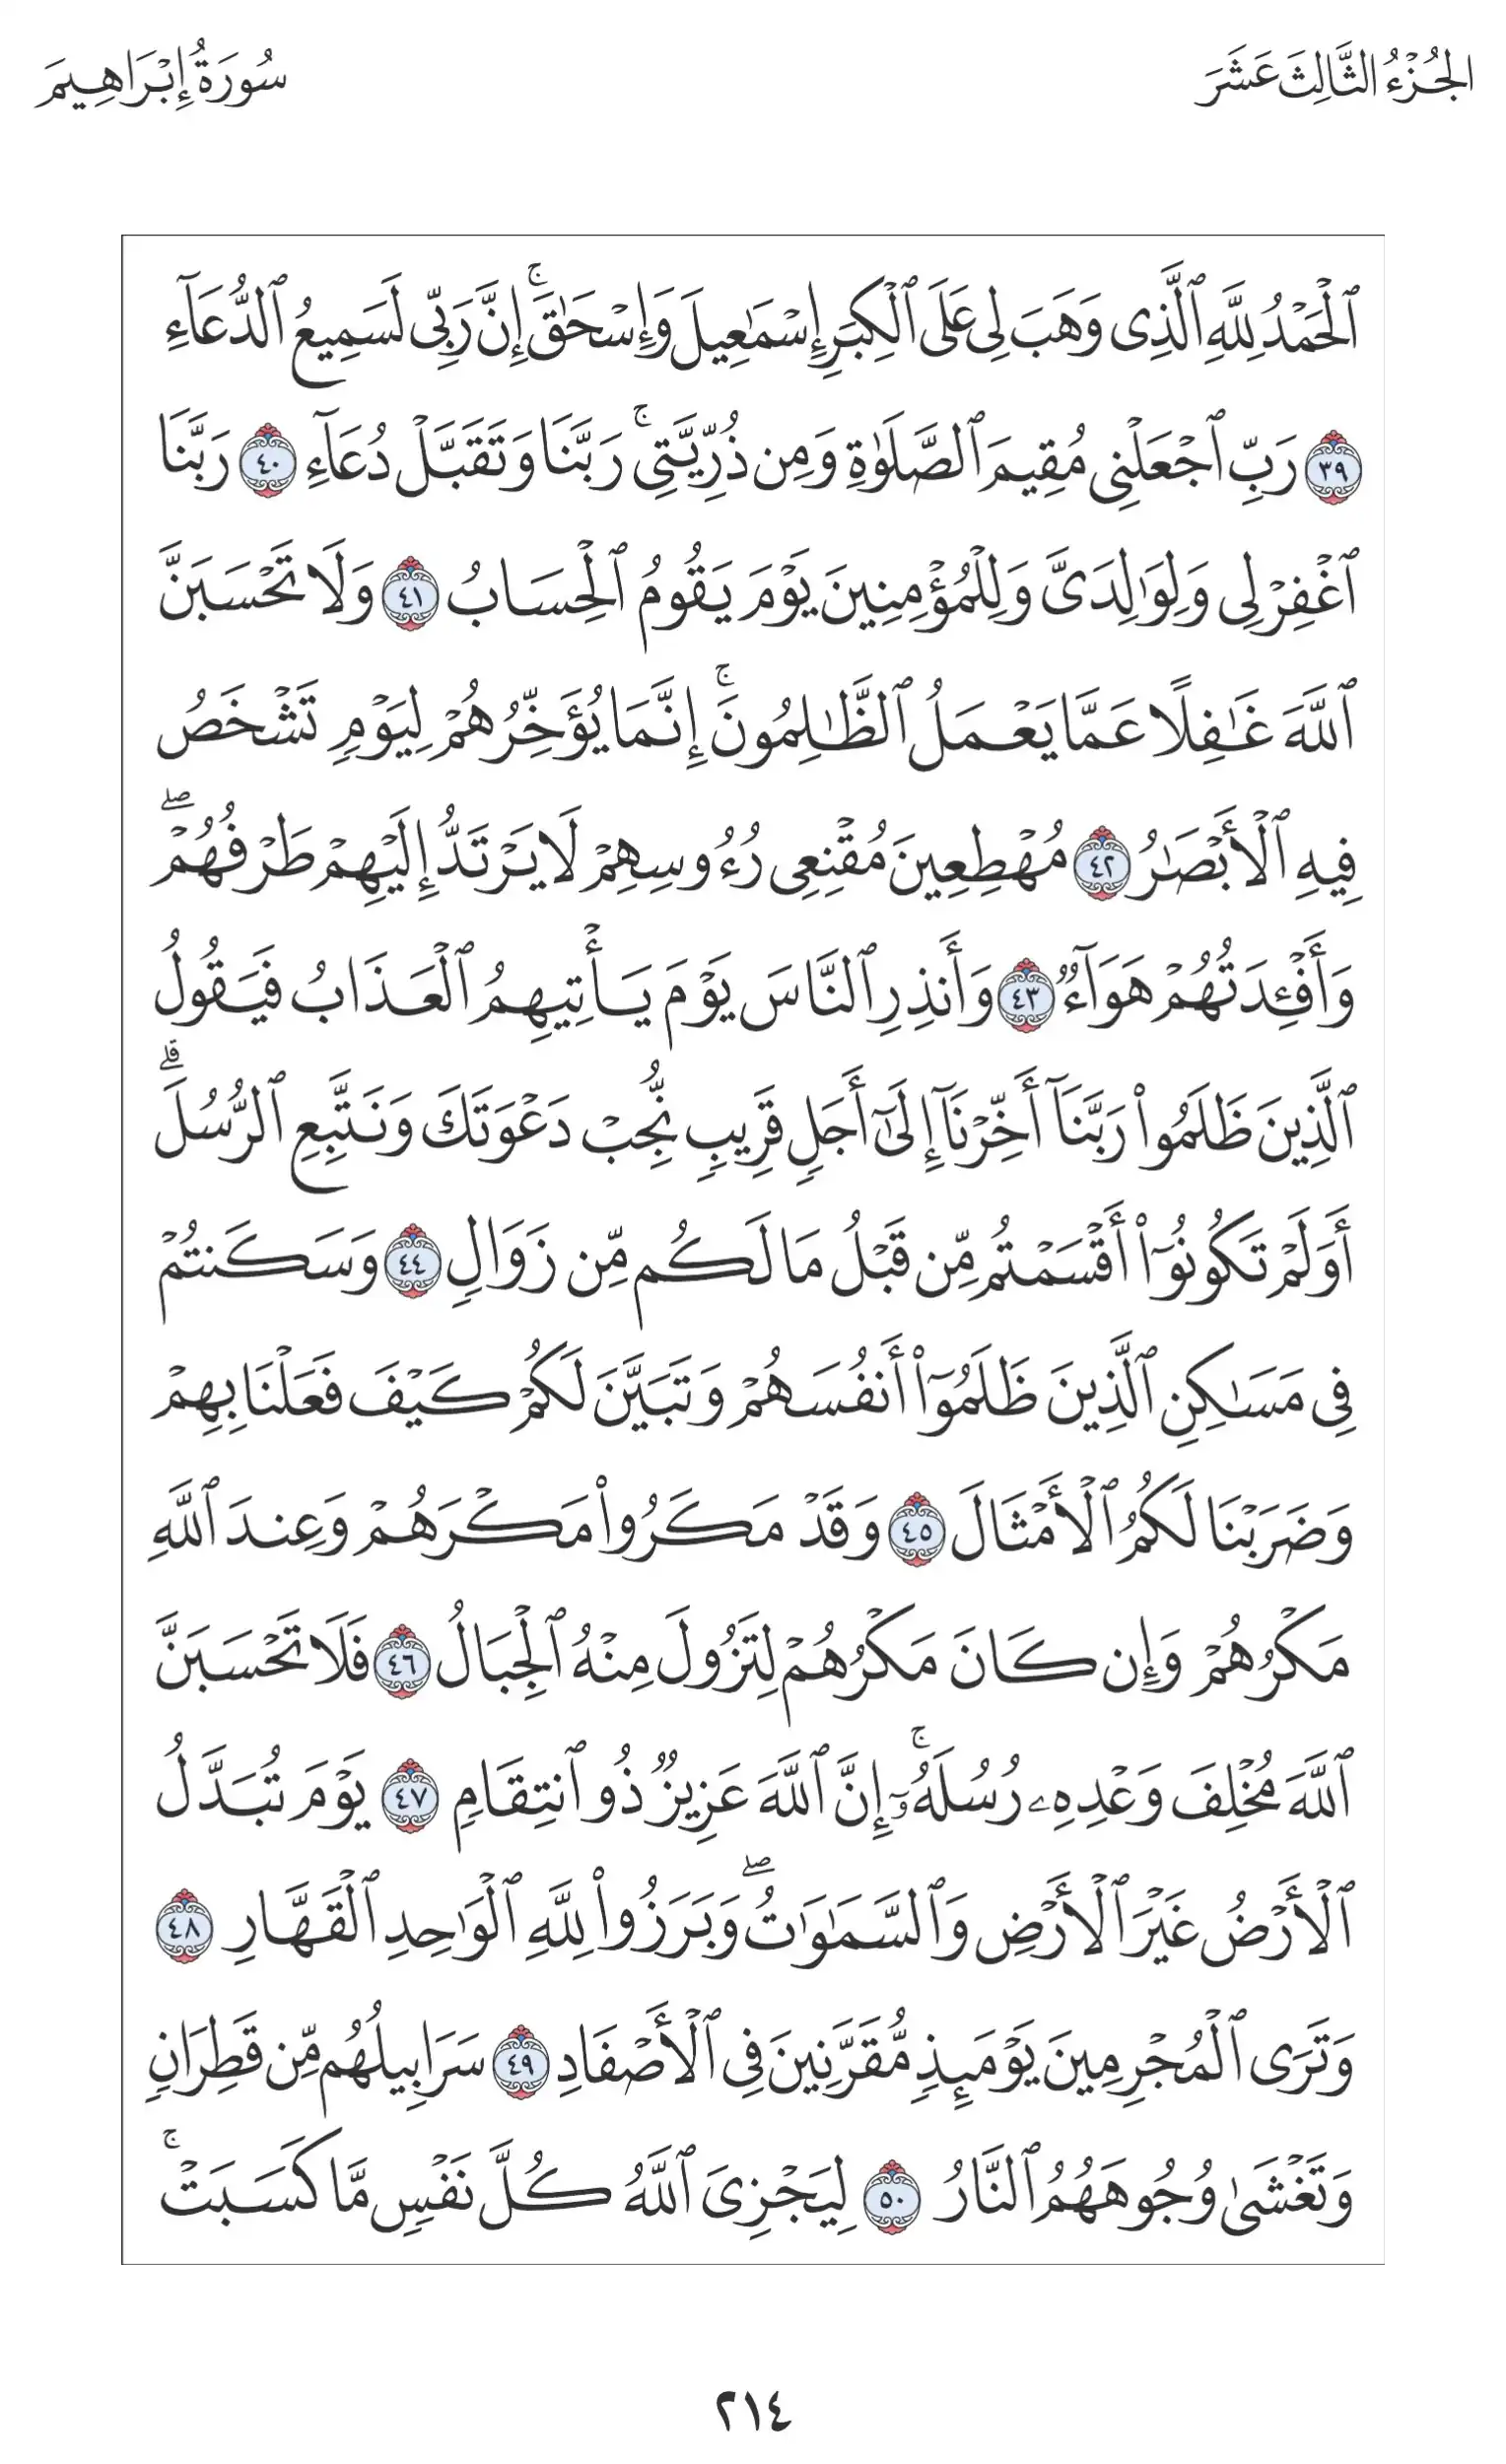 الجُزْءُ الثَّالِثَ عَشَرَ
سُورَةُ إِبْرَاهِيمَ
ٱلْحَمْدُ لِلَّهِ ٱلَّذِى وَهَبَ لِى عَلَى ٱلْكِبَرِ إِسْمَٰعِيلَ وَإِسْحَٰقَۚ إِنَّ رَبِّى لَسَمِيعُ ٱلدُّعَآءِ
٣٩ رَبِّ ٱجْعَلْنِى مُقِيمَ ٱلصَّلَوٰةِ وَمِن ذُرِّيَّتِىۚ رَبَّنَا وَتَقَبَّلْ دُعَآءِ ٤٠ رَبَّنَا
ٱغْفِرْ لِى وَلِوَٰلِدَىَّ وَلِلْمُؤْمِنِينَ يَوْمَ يَقُومُ ٱلْحِسَابُ ٤١ وَلَا تَحْسَبَنَّ
ٱللَّهَ غَٰفِلًا عَمَّا يَعْمَلُ ٱلظَّٰلِمُونَۚ إِنَّمَا يُؤَخِّرُهُمْ لِيَوْمٍ تَشْخَصُ
فِيهِ ٱلْأَبْصَٰرُ ٤٢ مُهْطِعِينَ مُقْنِعِى رُءُوسِهِمْ لَا يَرْتَدُّ إِلَيْهِمْ طَرْفُهُمْۖ
وَأَفْـِٔدَتُهُمْ هَوَآءٌ ٤٣ وَأَنذِرِ ٱلنَّاسَ يَوْمَ يَأْتِيهِمُ ٱلْعَذَابُ فَيَقُولُ
ٱلَّذِينَ ظَلَمُوا۟ رَبَّنَآ أَخِّرْنَآ إِلَىٰٓ أَجَلٍ قَرِيبٍ نُّجِبْ دَعْوَتَكَ وَنَتَّبِعِ ٱلرُّسُلَۗ
أَوَلَمْ تَكُونُوٓا۟ أَقْسَمْتُم مِّن قَبْلُ مَا لَكُم مِّن زَوَالٍ ٤٤ وَسَكَنتُمْ
فِى مَسَٰكِنِ ٱلَّذِينَ ظَلَمُوٓا۟ أَنفُسَهُمْ وَتَبَيَّنَ لَكُمْ كَيْفَ فَعَلْنَا بِهِمْ
وَضَرَبْنَا لَكُمُ ٱلْأَمْثَالَ ٤٥ وَقَدْ مَكَرُوا۟ مَكْرَهُمْ وَعِندَ ٱللَّهِ
مَكْرُهُمْ وَإِن كَانَ مَكْرُهُمْ لِتَزُولَ مِنْهُ ٱلْجِبَالُ ٤٦ فَلَا تَحْسَبَنَّ
ٱللَّهَ مُخْلِفَ وَعْدِهِۦ رُسُلَهُۥٓۚ إِنَّ ٱللَّهَ عَزِيزٌ ذُو ٱنتِقَامٍ ٤٧ يَوْمَ تُبَدَّلُ
ٱلْأَرْضُ غَيْرَ ٱلْأَرْضِ وَٱلسَّمَٰوَٰتُۖ وَبَرَزُوا۟ لِلَّهِ ٱلْوَٰحِدِ ٱلْقَهَّارِ ٤٨
وَتَرَى ٱلْمُجْرِمِينَ يَوْمَئِذٍ مُّقَرَّنِينَ فِى ٱلْأَصْفَادِ ٤٩ سَرَابِيلُهُم مِّن قَطِرَانٍ
وَتَغْشَىٰ وُجُوهَهُمُ ٱلنَّارُ ٥٠ لِيَجْزِىَ ٱللَّهُ كُلَّ نَفْسٍ مَّا كَسَبَتْۚ
٢١٤